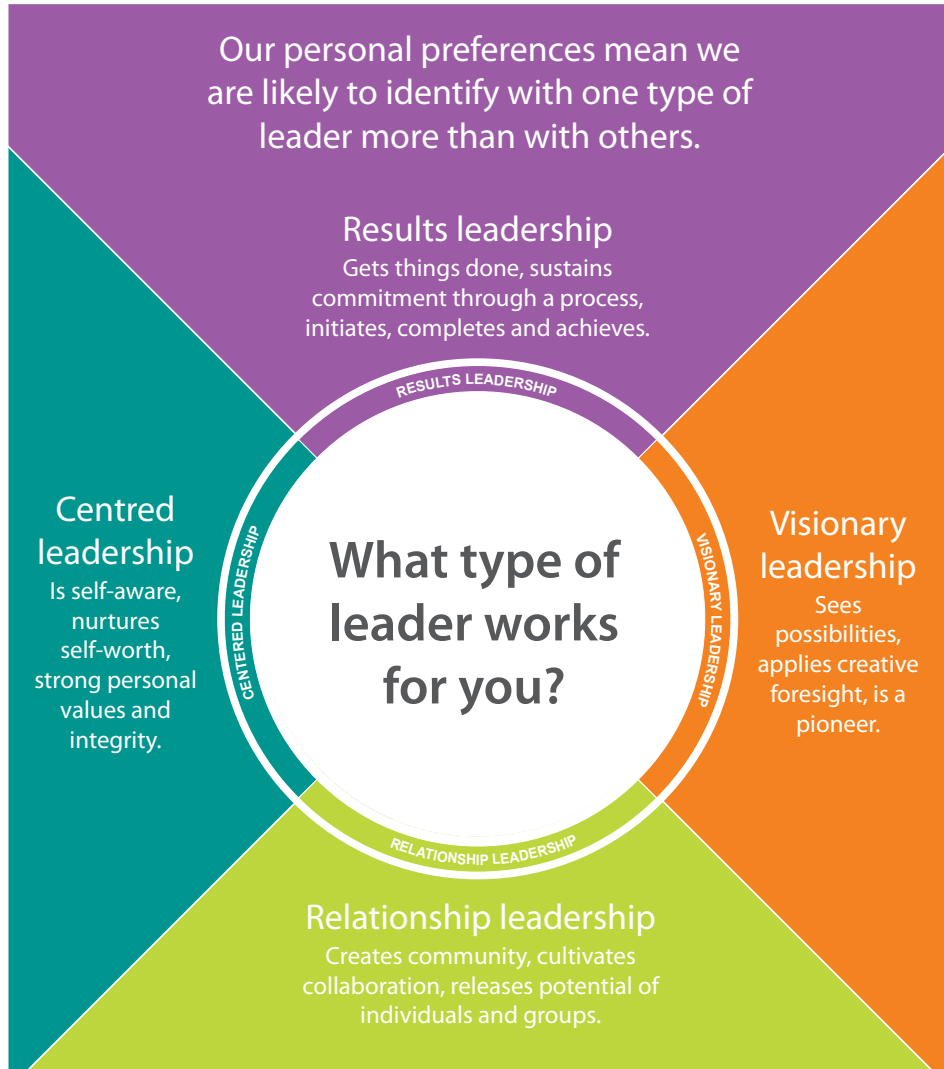 Our personal preferences mean we
are likely to identify with one type of
leader more than with others.
Results leadership
Gets things done, sustains
commitment through a process,
initiates, completes and achieves.
RESULTS LEADERSHIP
Centred
leadership
Is self-aware,
nurtures
self-worth,
strong personal
values and
integrity.
CENTERED LEADERSHIP
What type of
leader works
for you?
VISIONARY LEADERSHIP
Visionary
leadership
Sees
possibilities,
applies creative
foresight, is a
pioneer.
RELATIONSHIP LEADERSHIP
Relationship leadership
Creates community, cultivates
collaboration, releases potential of
individuals and groups.